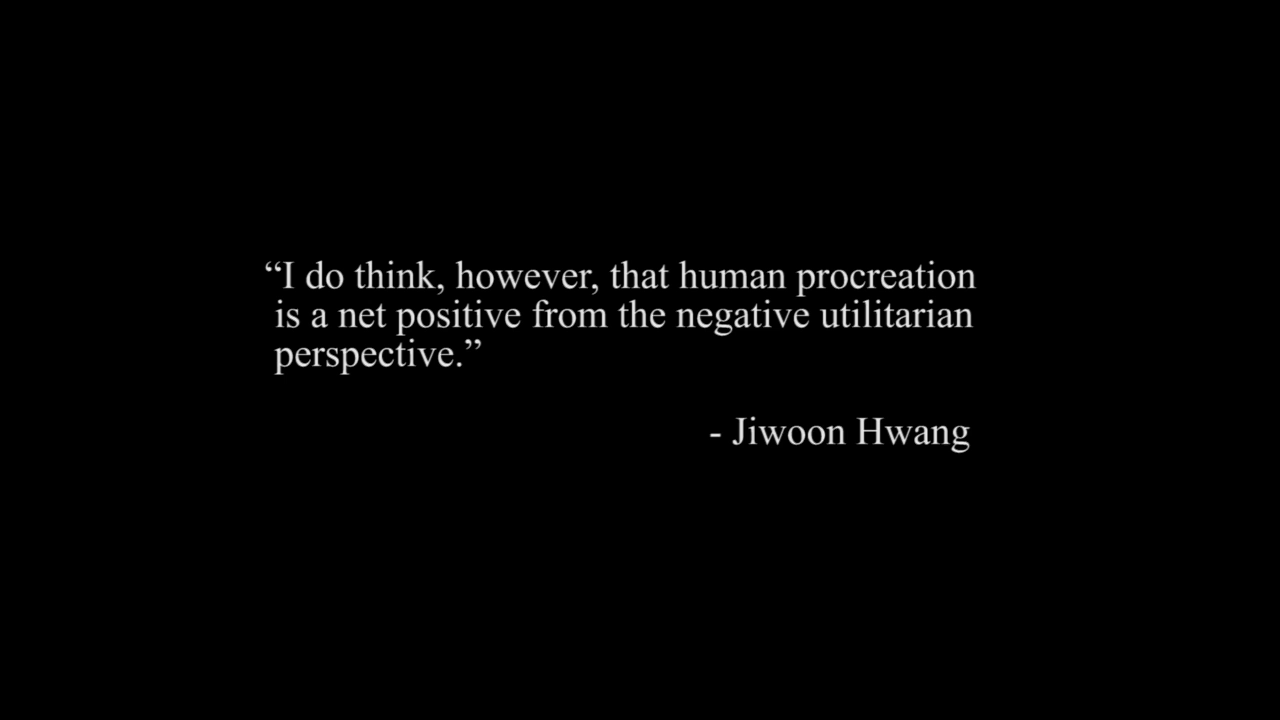 “I do think, however, that human procreation
is a net positive from the negative utilitarian
perspective.”
- Jiwoon Hwang